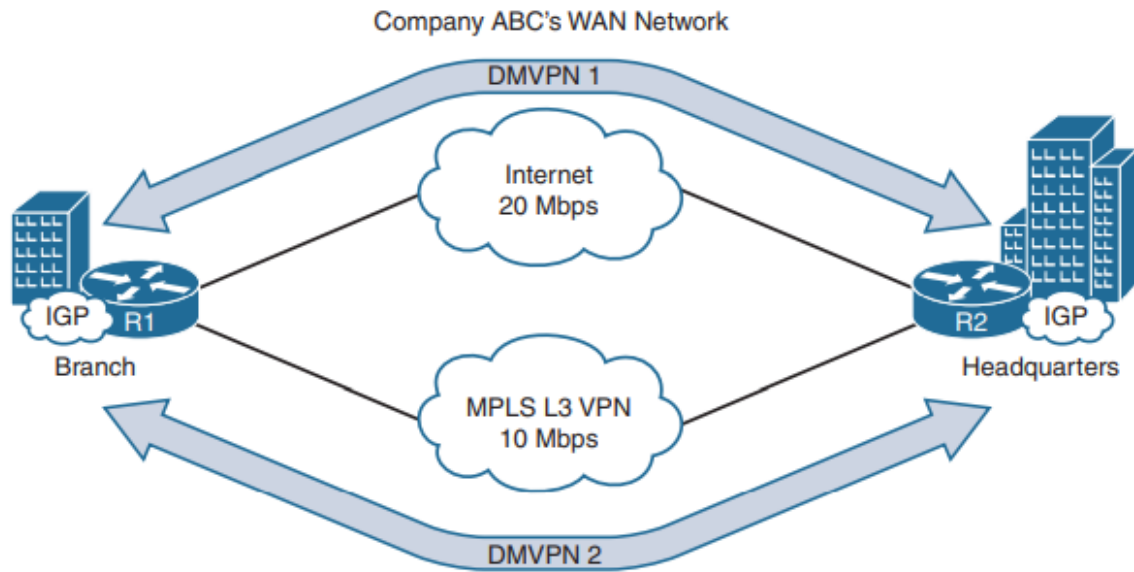 Company ABC's WAN Network
DMVPN 1
Internet
20 Mbps
IGP
R1
Branch
R2
IGP
Headquarters
MPLS L3 VPN
10 Mbps
DMVPN 2